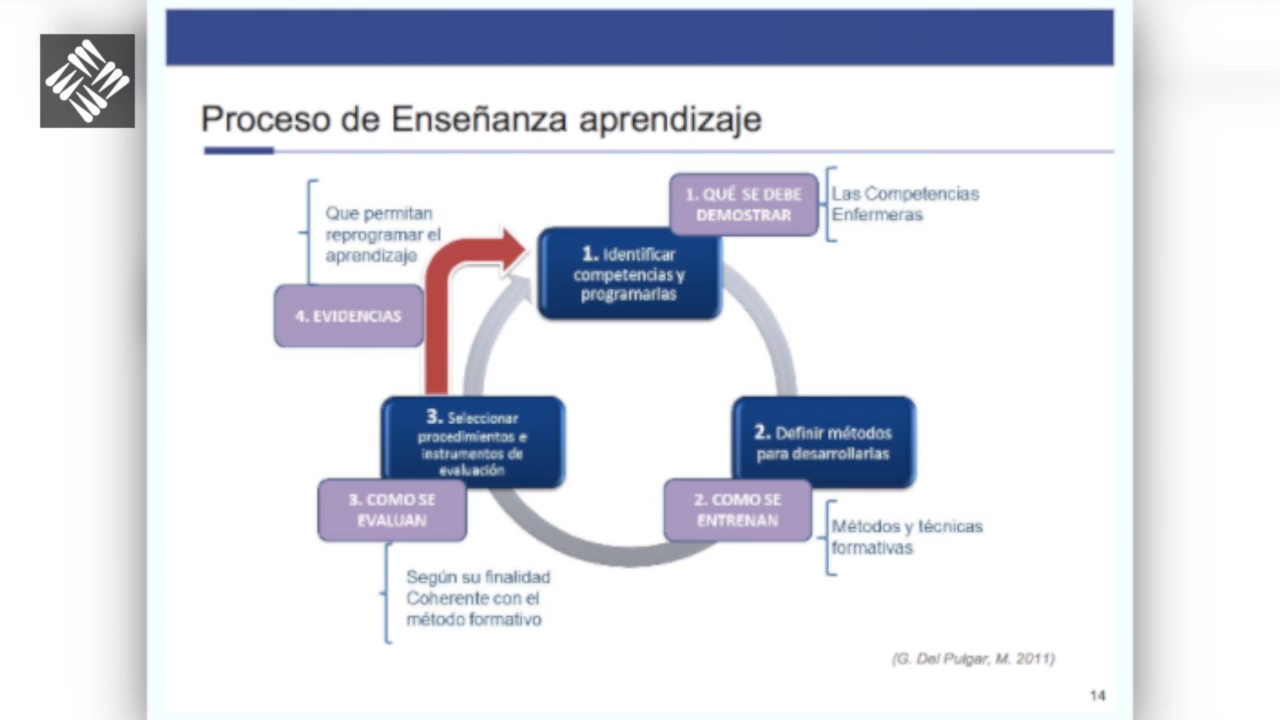 Proceso de Enseñanza aprendizaje
1. QUÉ SE DEBE
DEMOSTRAR
Las Competencias
Enfermeras
1. Identificar
competencias y
programarlas
Que permitan
reprogramar el
aprendizaje
4. EVIDENCIAS
3. Seleccionar
procedimientos e
instrumentos de
evaluación
2. Definir métodos
para desarrollarlas
3. COMO SE
EVALUAN
2. COMO SE
ENTRENAN
Métodos y técnicas
formativas
Según su finalidad
Coherente con el
método formativo
(G. Del Pulgar, M. 2011)
14